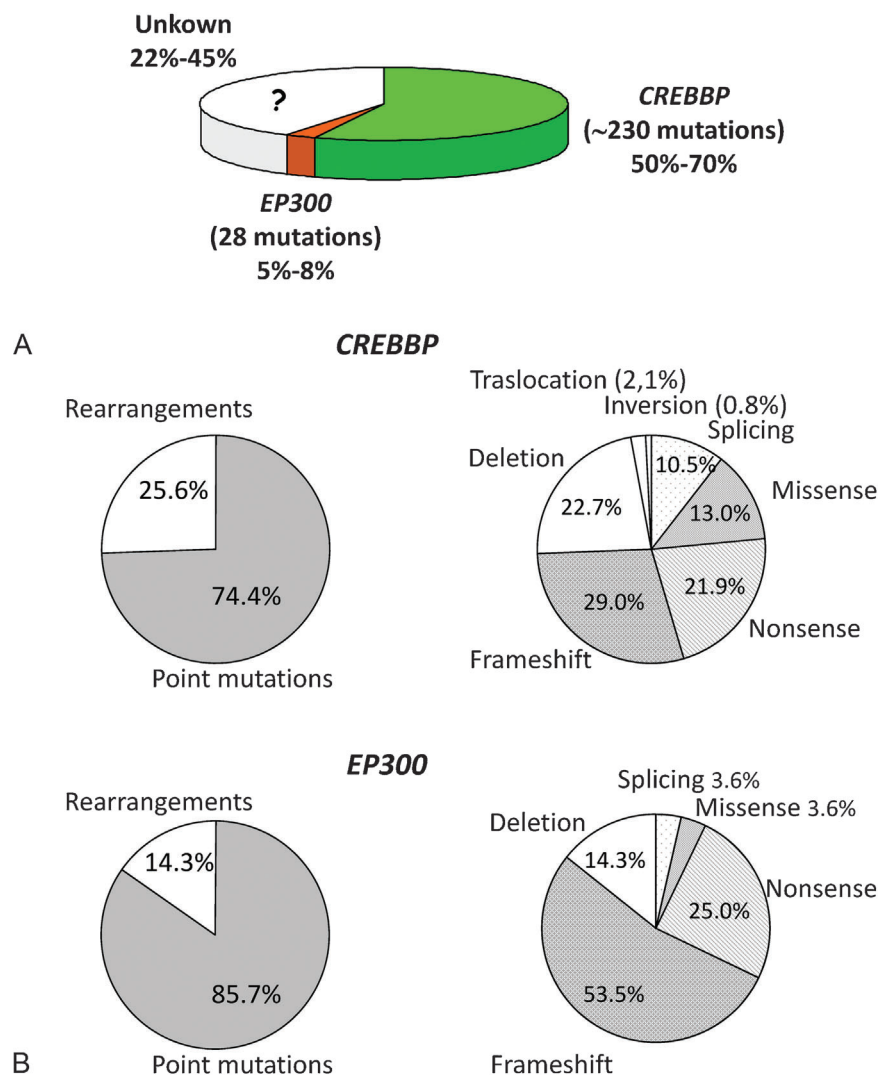 Unkown
22%-45%
?
CREBBP
(~230 mutations)
50%-70%
EP300
(28 mutations)
5%-8%
A
CREBBP
Rearrangements
25.6%
74.4%
Point mutations
Traslocation (2,1%)
Inversion (0.8%)
Splicing
Deletion
10.5%
Missense
22.7%
13.0%
29.0%
21.9%
Nonsense
Frameshift
EP300
Rearrangements
14.3%
85.7%
Point mutations
Splicing 3.6%
Missense 3.6%
Deletion
14.3%
Nonsense
25.0%
53.5%
Frameshift
B